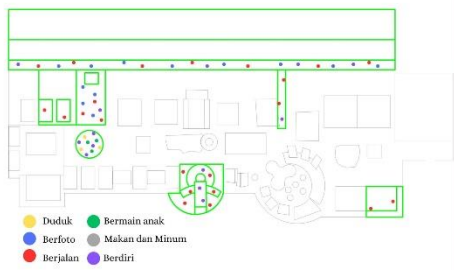 Duduk
Bermain anak
Berfoto
Makan dan Minum
Berjalan
Berdiri